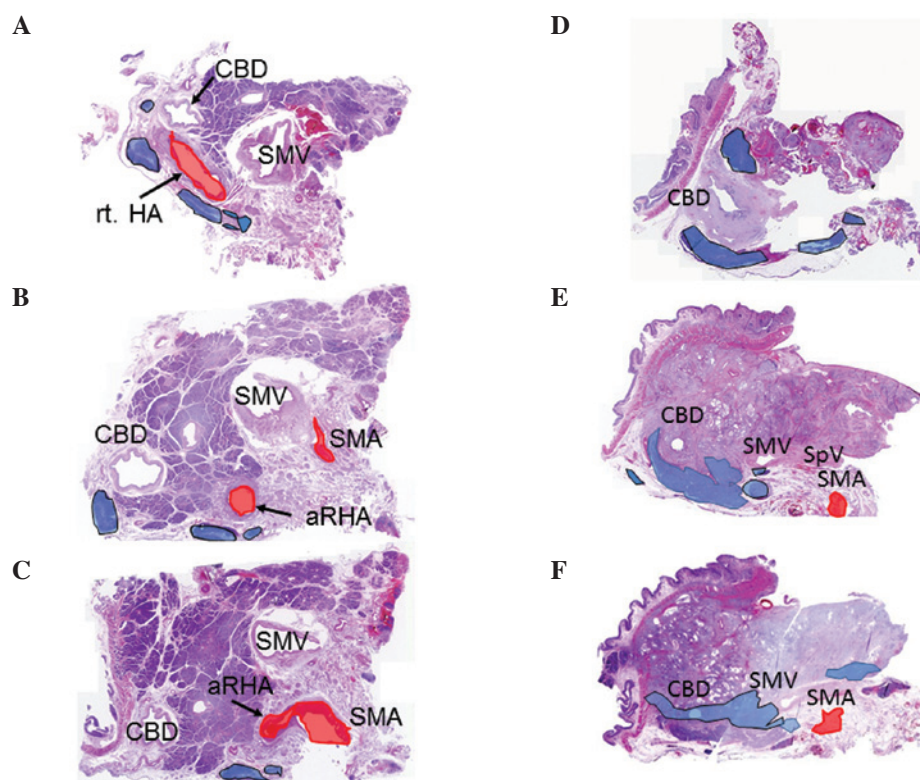 A
CBD
SMV
rt. HA
B
SMV
CBD
SMA
aRHA
C
SMV
aRHA
SMA
CBD
D
CBD
E
CBD
SMV
SpV
SMA
F
CBD
SMV
SMA